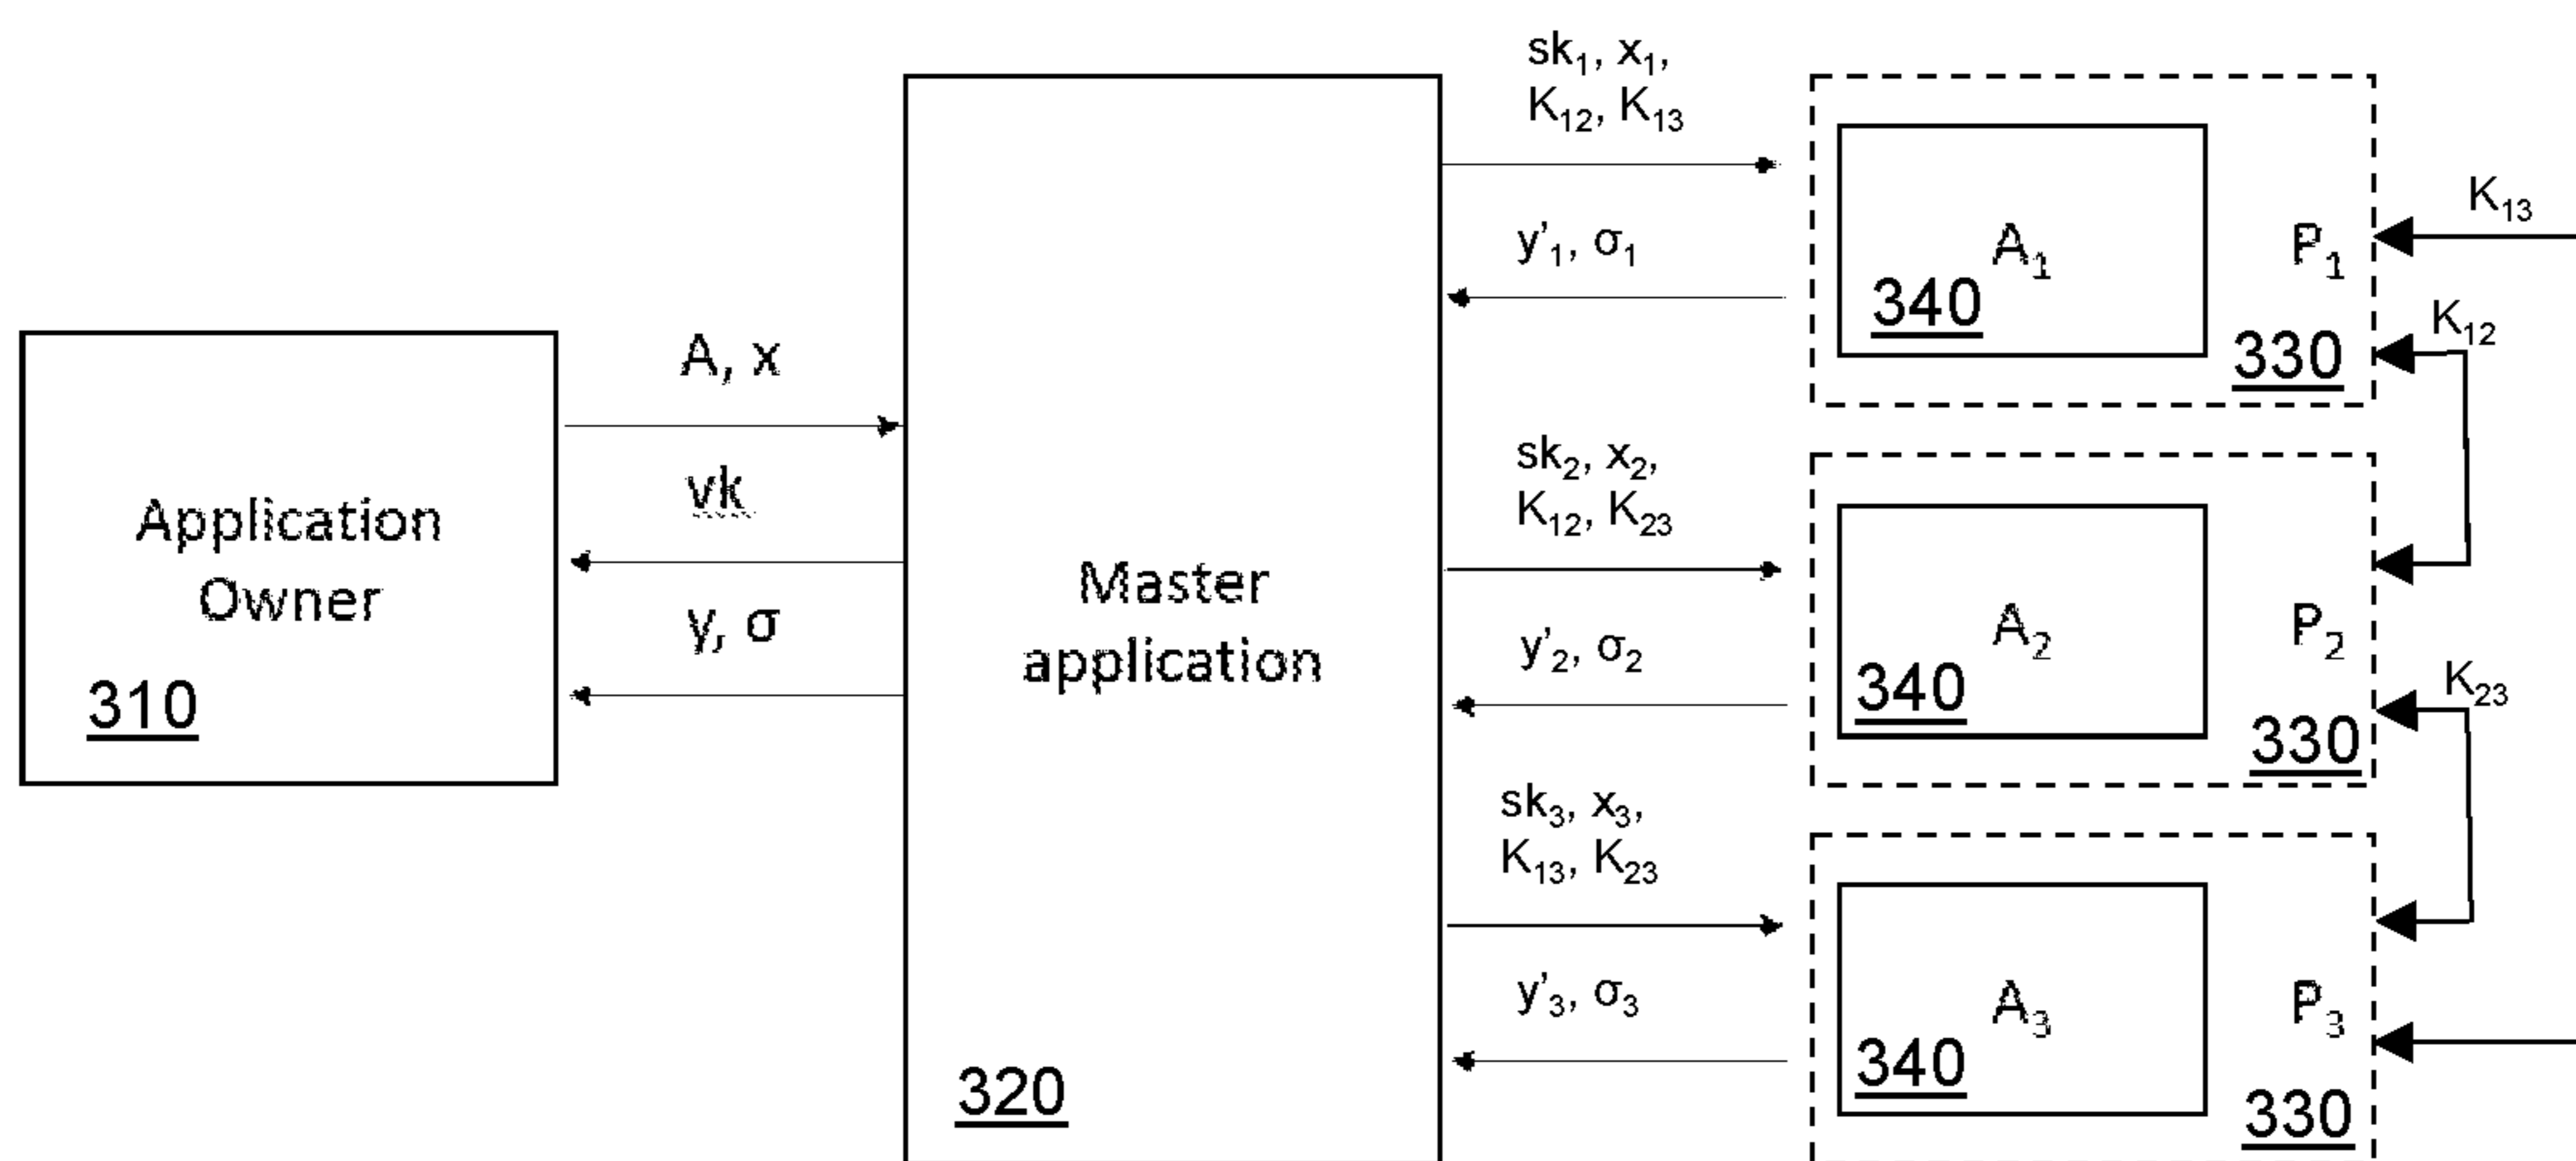 Application
Owner
310
A, x
vk
y, σ
Master
application
320
sk₁, x₁,
K₁₂, K₁₃
y’₁, σ₁
sk₂, x₂,
K₁₂, K₂₃
y’₂, σ₂
sk₃, x₃,
K₁₃, K₂₃
y’₃, σ₃
A₁
340
P₁
330
A₂
340
P₂
330
A₃
340
P₃
330
K₁₃
K₁₂
K₂₃